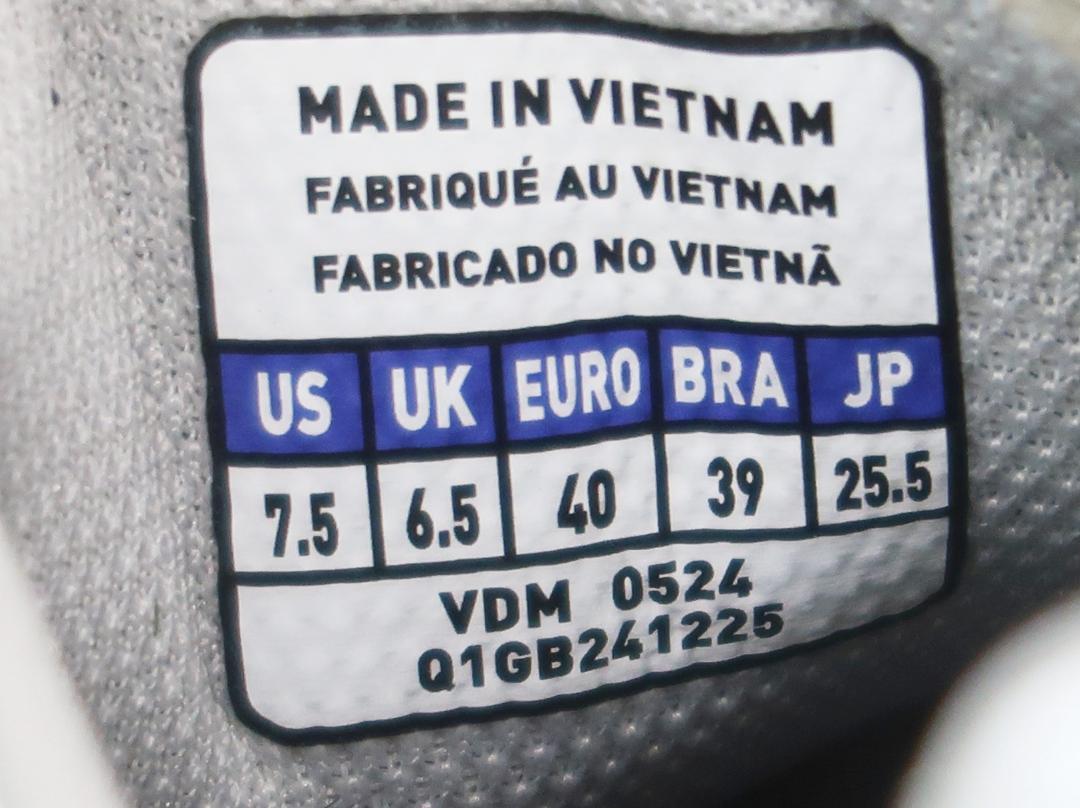 MADE IN VIETNAM
FABRIQUÉ AU VIETNAM
FABRICADO NO VIETNÃ
US UK EURO BRA JP
7.5 6.5 40 39 25.5
VDM 0524
Q1GB241225